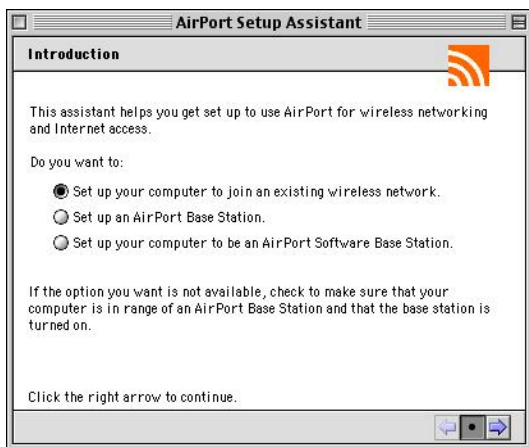 AirPort Setup Assistant
Introduction
This assistant helps you get set up to use AirPort for wireless networking
and Internet access.
Do you want to:
Set up your computer to join an existing wireless network.
Set up an AirPort Base Station.
Set up your computer to be an AirPort Software Base Station.
If the option you want is not available, check to make sure that your
computer is in range of an AirPort Base Station and that the base station is
turned on.
Click the right arrow to continue.